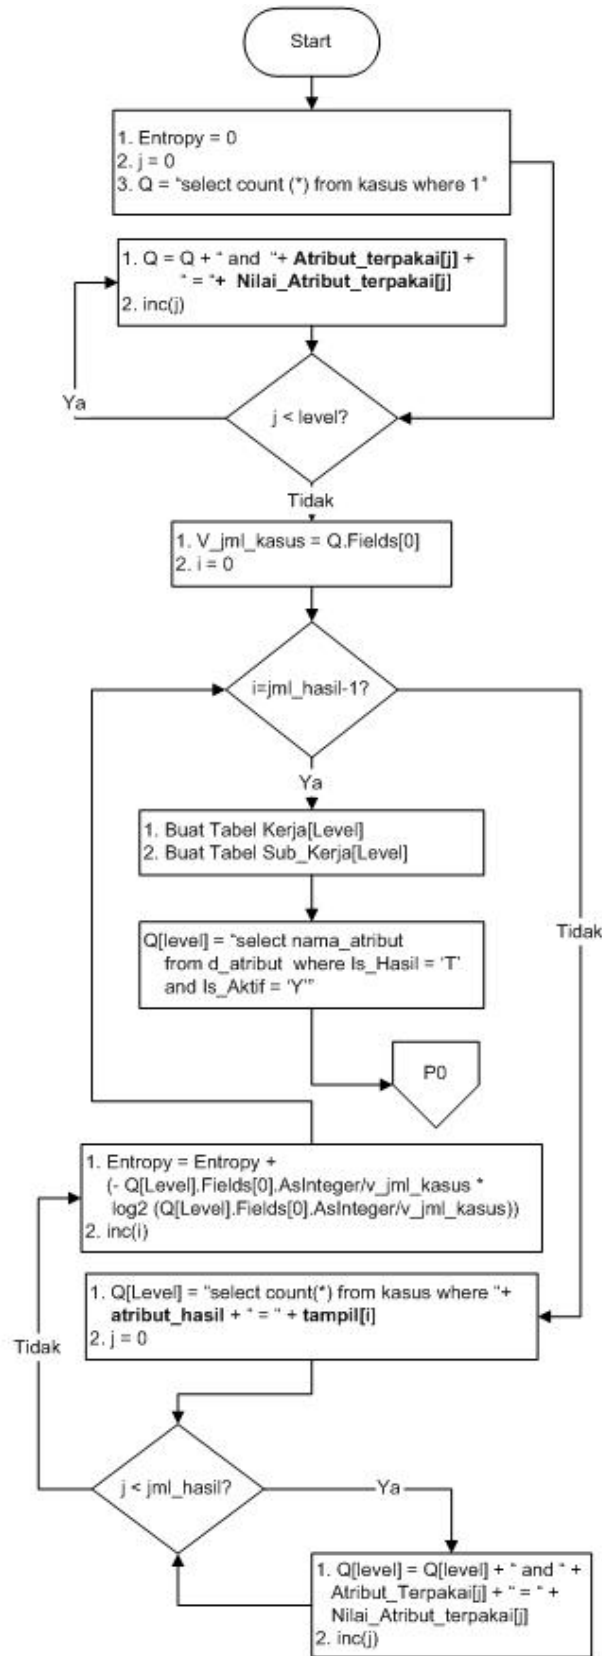 Start
1. Entropy = 0
2. j = 0
3. Q = "select count (*) from kasus where 1"
1. Q = Q + " and "+ Atribut_terpakai[j] +
" = "+ Nilai_Atribut_terpakai[j]
2. inc(j)
Ya
j < level?
Tidak
1. V_jml_kasus = Q.Fields[0]
2. i = 0
i=jml_hasil-1?
Ya
1. Buat Tabel Kerja[Level]
2. Buat Tabel Sub_Kerja[Level]
Tidak
Q[level] = "select nama_atribut
from d_atribut where Is_Hasil = 'T'
and Is_Aktif = 'Y'"
P0
1. Entropy = Entropy +
(- Q[Level].Fields[0].AsInteger/v_jml_kasus *
log2 (Q[Level].Fields[0].AsInteger/v_jml_kasus))
2. inc(i)
1. Q[Level] = "select count(*) from kasus where "+
atribut_hasil + " = " + tampil[i]
2. j = 0
Tidak
j < jml_hasil?
Ya
1. Q[level] = Q[level] + " and " +
Atribut_Terpakai[j] + " = " +
Nilai_Atribut_terpakai[j]
2. inc(j)